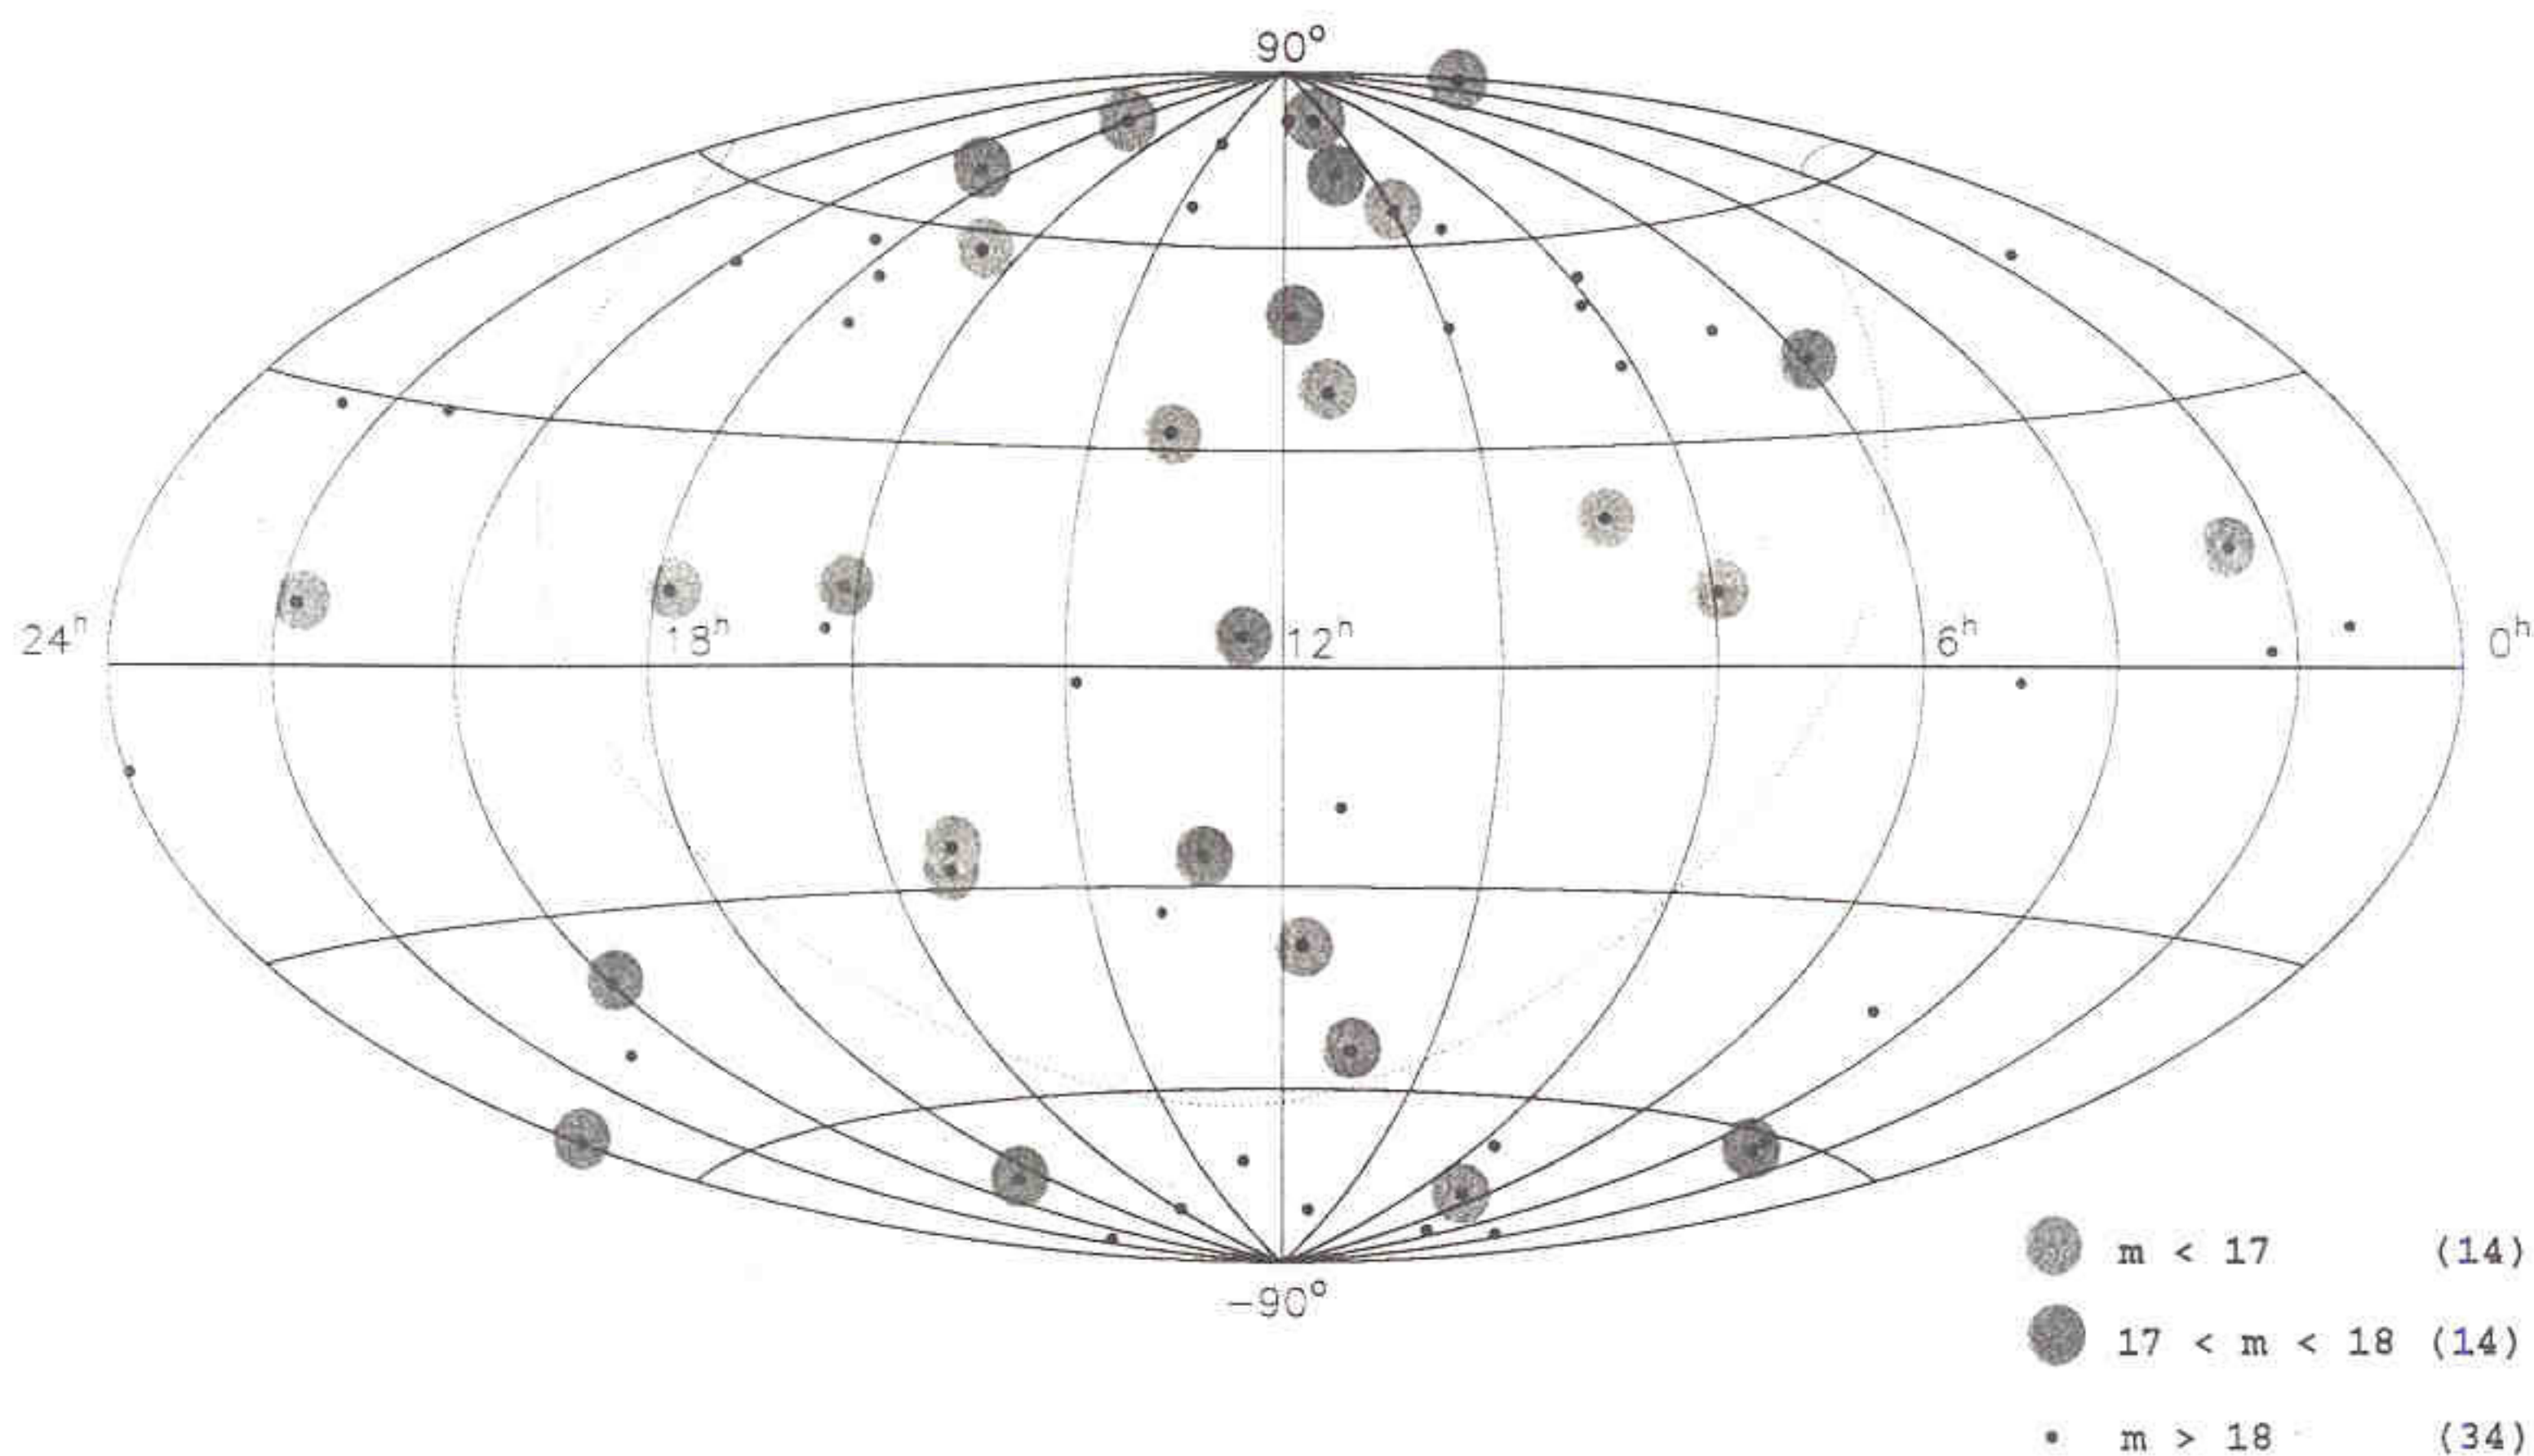 90°
24ʰ
18ʰ
12ʰ
6ʰ
0ʰ
−90°
m < 17 (14)
17 < m < 18 (14)
m > 18 (34)